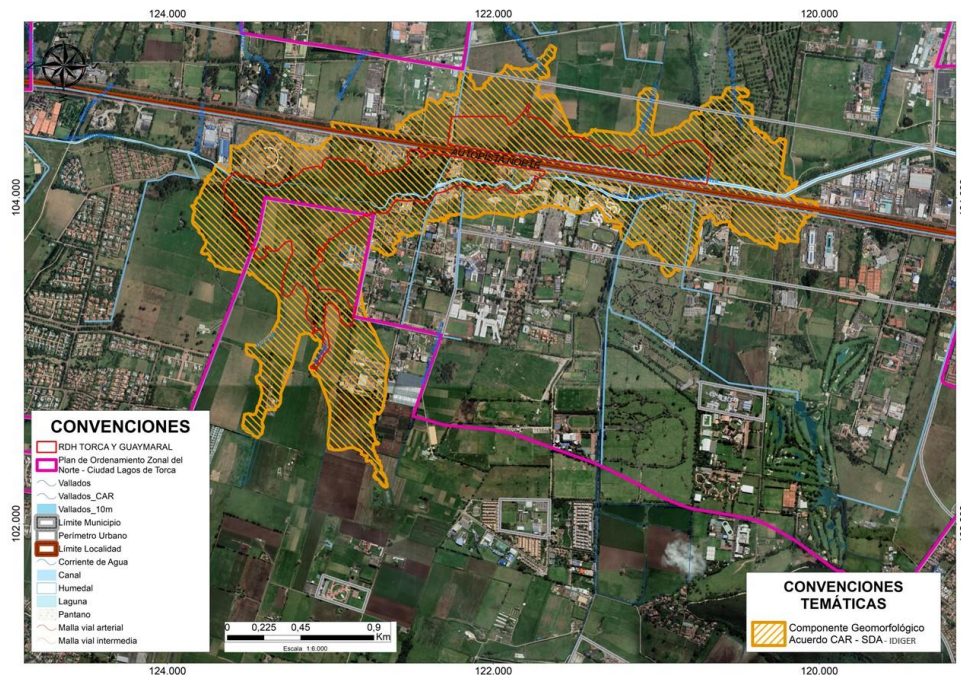 124.000 122.000 120.000
104.000
AUTOPISTA NORTE
102.000
CONVENCIONES
RDH TORCA Y GUAYMARAL
Plan de Ordenamiento Zonal del
Norte - Ciudad Lagos de Torca
Vallados
Vallados_CAR
Vallados_10m
Límite Municipio
Perímetro Urbano
Límite Localidad
Corriente de Agua
Canal
Humedal
Laguna
Pantano
Malla vial arterial
Malla vial intermedia
0 0,225 0,45 0,9
Km
Escala 1:6.000
CONVENCIONES
TEMÁTICAS
Componente Geomorfológico
Acuerdo CAR - SDA - IDIGER
124.000 122.000 120.000